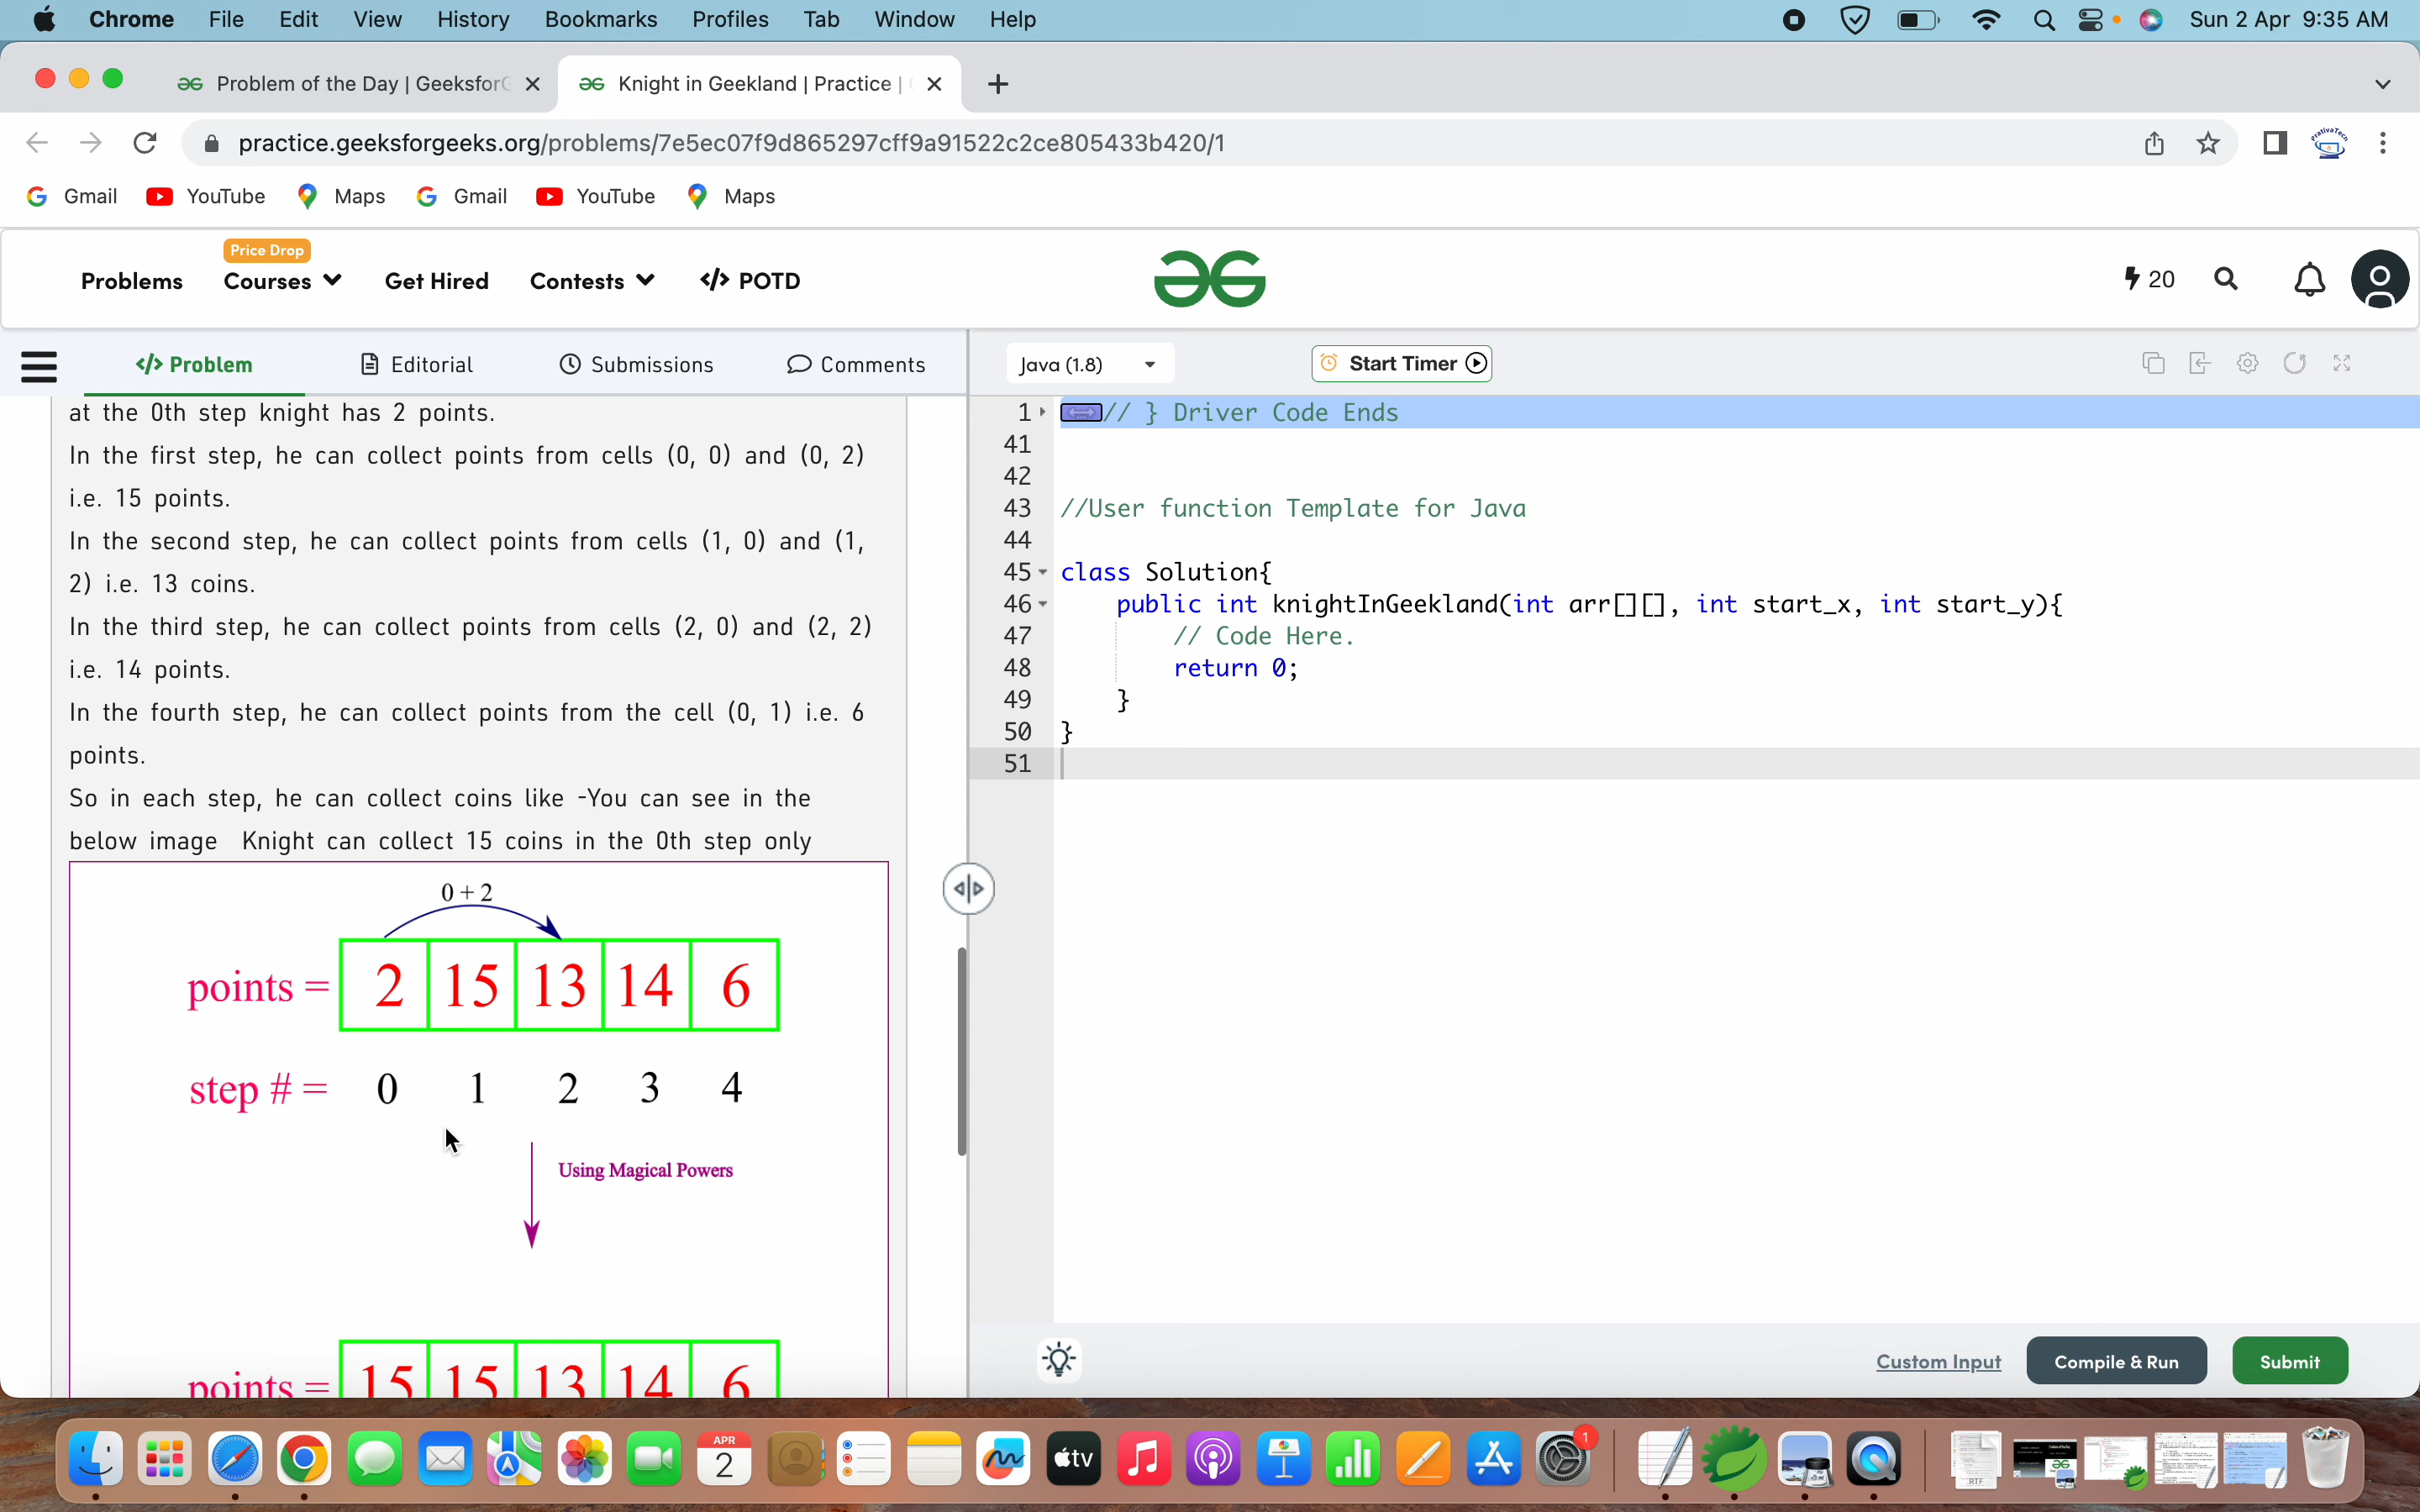 Chrome File Edit View History Bookmarks Profiles Tab Window Help Sun 2 Apr 9:35 AM
Problem of the Day | Geeksfor Knight in Geekland | Practice |
practice.geeksforgeeks.org/problems/7e5ec07f9d865297cff9a91522c2ce805433b420/1
Gmail YouTube Maps Gmail YouTube Maps
Price Drop
Problems Courses Get Hired Contests </> POTD 20
</> Problem Editorial Submissions Comments
Java (1.8) Start Timer
at the 0th step knight has 2 points.
In the first step, he can collect points from cells (0, 0) and (0, 2)
i.e. 15 points.
In the second step, he can collect points from cells (1, 0) and (1,
2) i.e. 13 coins.
In the third step, he can collect points from cells (2, 0) and (2, 2)
i.e. 14 points.
In the fourth step, he can collect points from the cell (0, 1) i.e. 6
points.
So in each step, he can collect coins like -You can see in the
below image Knight can collect 15 coins in the 0th step only
0 + 2
points = 2 15 13 14 6
step # = 0 1 2 3 4
Using Magical Powers
points = 15 15 13 14 6
1 // } Driver Code Ends
41
42
43 //User function Template for Java
44
45 class Solution{
46 public int knightInGeekland(int arr[][], int start_x, int start_y){
47 // Code Here.
48 return 0;
49 }
50 }
51
Custom Input Compile & Run Submit
APR
2
tv
1
RTF